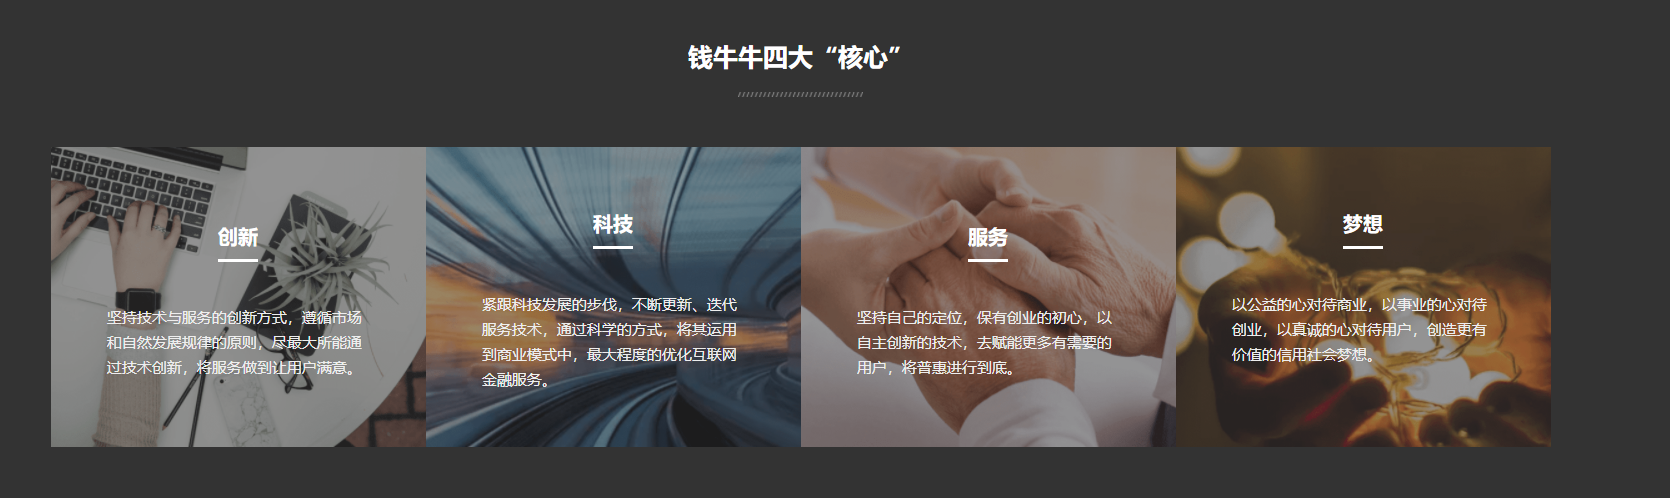 钱牛牛四大“核心”
创新
坚持技术与服务的创新方式，遵循市场
和自然发展规律的原则，尽最大所能通
过技术创新，将服务做到让用户满意。
科技
紧跟科技发展的步伐，不断更新、迭代
服务技术，通过科学的方式，将其运用
到商业模式中，最大程度的优化互联网
金融服务。
服务
坚持自己的定位，保有创业的初心，以
自主创新的技术，去赋能更多有需要的
用户，将普惠进行到底。
梦想
以公益的心对待商业，以事业的心对待
创业，以真诚的心对待用户，创造更有
价值的信用社会梦想。